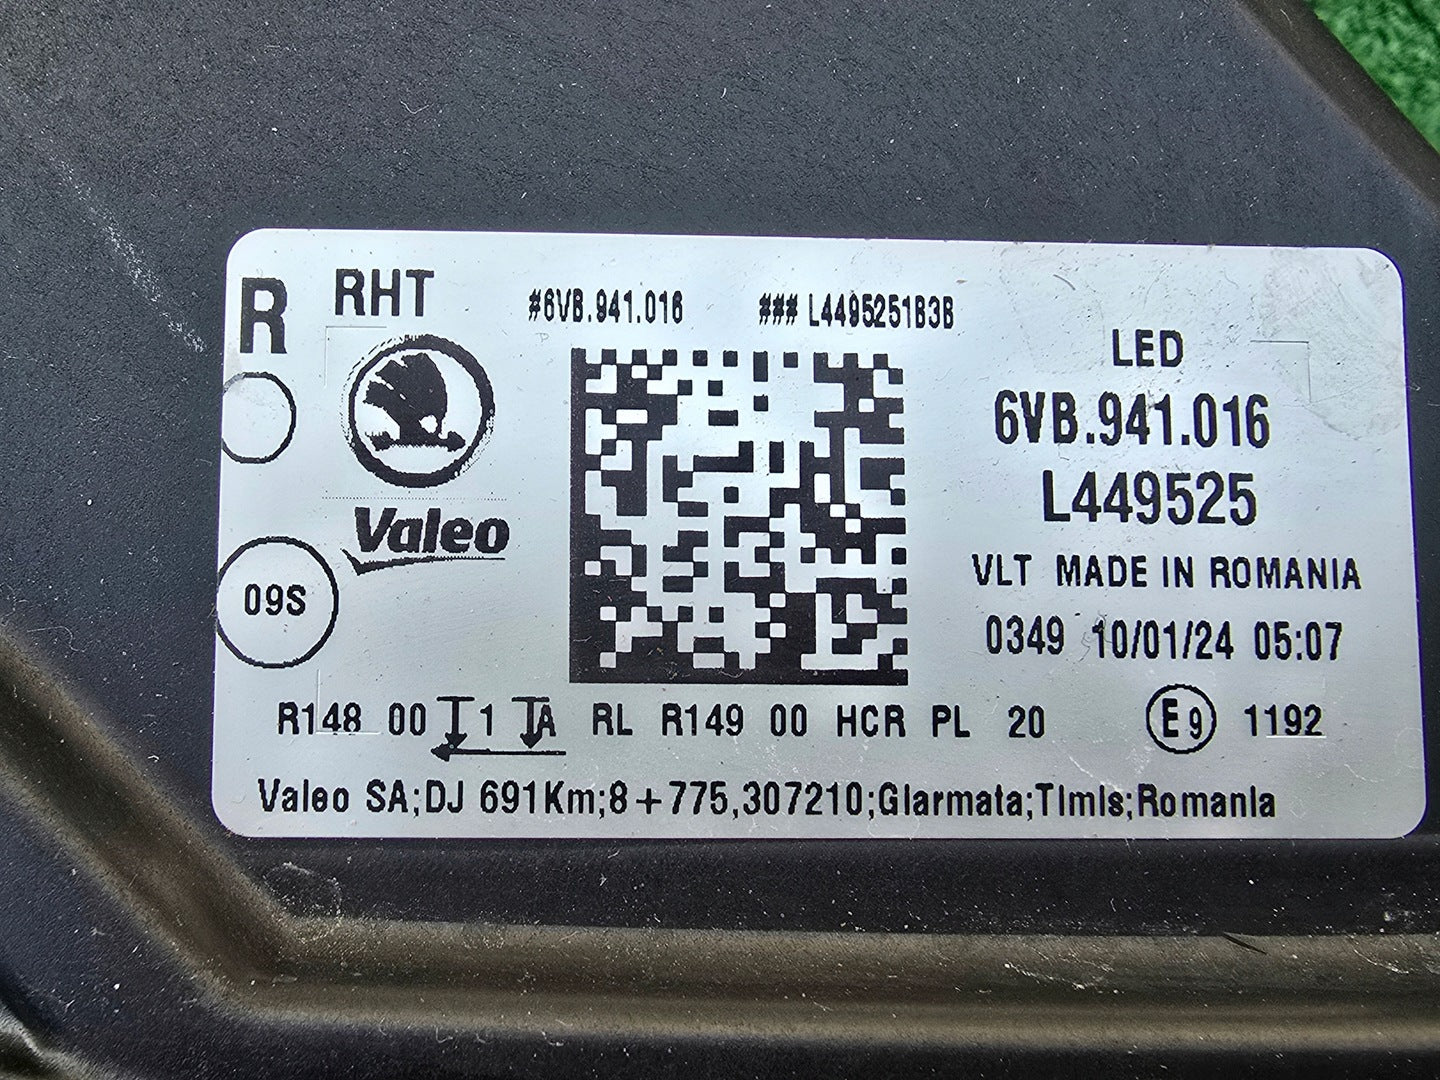 R RHT #6VB.941.016 ### L4495251B3B
LED
6VB.941.016
L449525
Valeo
VLT MADE IN ROMANIA
09S
0349 10/01/24 05:07
R148 00 1 A RL R149 00 HCR PL 20 E9 1192
Valeo SA;DJ 691Km;8+775,307210;Giarmata;Timis;Romania